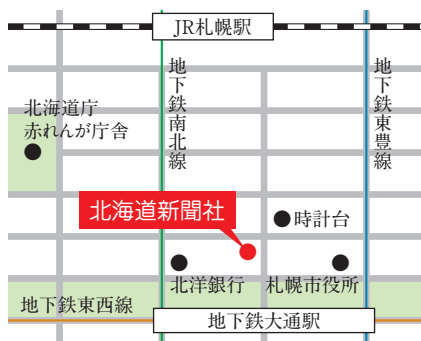 JR札幌駅
地下鉄南北線
地下鉄東豊線
北海道庁
赤れんが庁舎
北海道新聞社
時計台
北洋銀行
札幌市役所
地下鉄東西線
地下鉄大通駅